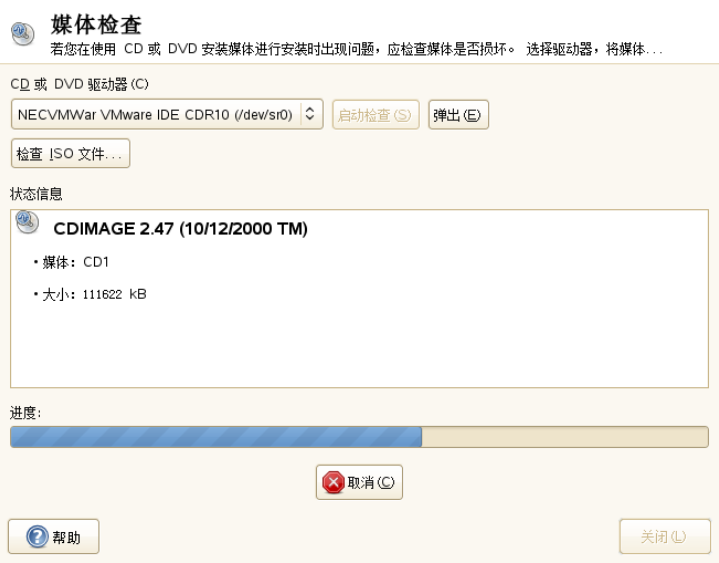 媒体检查
若您在使用 CD 或 DVD 安装媒体进行安装时出现问题，应检查媒体是否损坏。 选择驱动器，将媒体...
CD 或 DVD 驱动器(C)
NECVMWar VMware IDE CDR10 (/dev/sr0)
启动检查(S)
弹出(E)
检查 ISO 文件...
状态信息
CDIMAGE 2.47 (10/12/2000 TM)
• 媒体：CD1
• 大小：111622 kB
进度:
取消(C)
帮助
关闭(L)